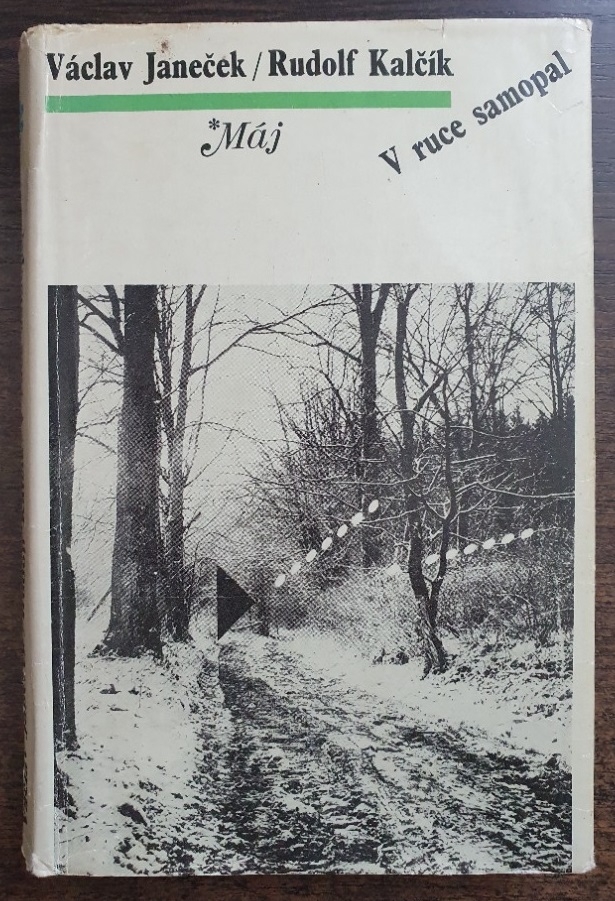 Václav Janeček / Rudolf Kalčík
*Máj
V ruce samopal